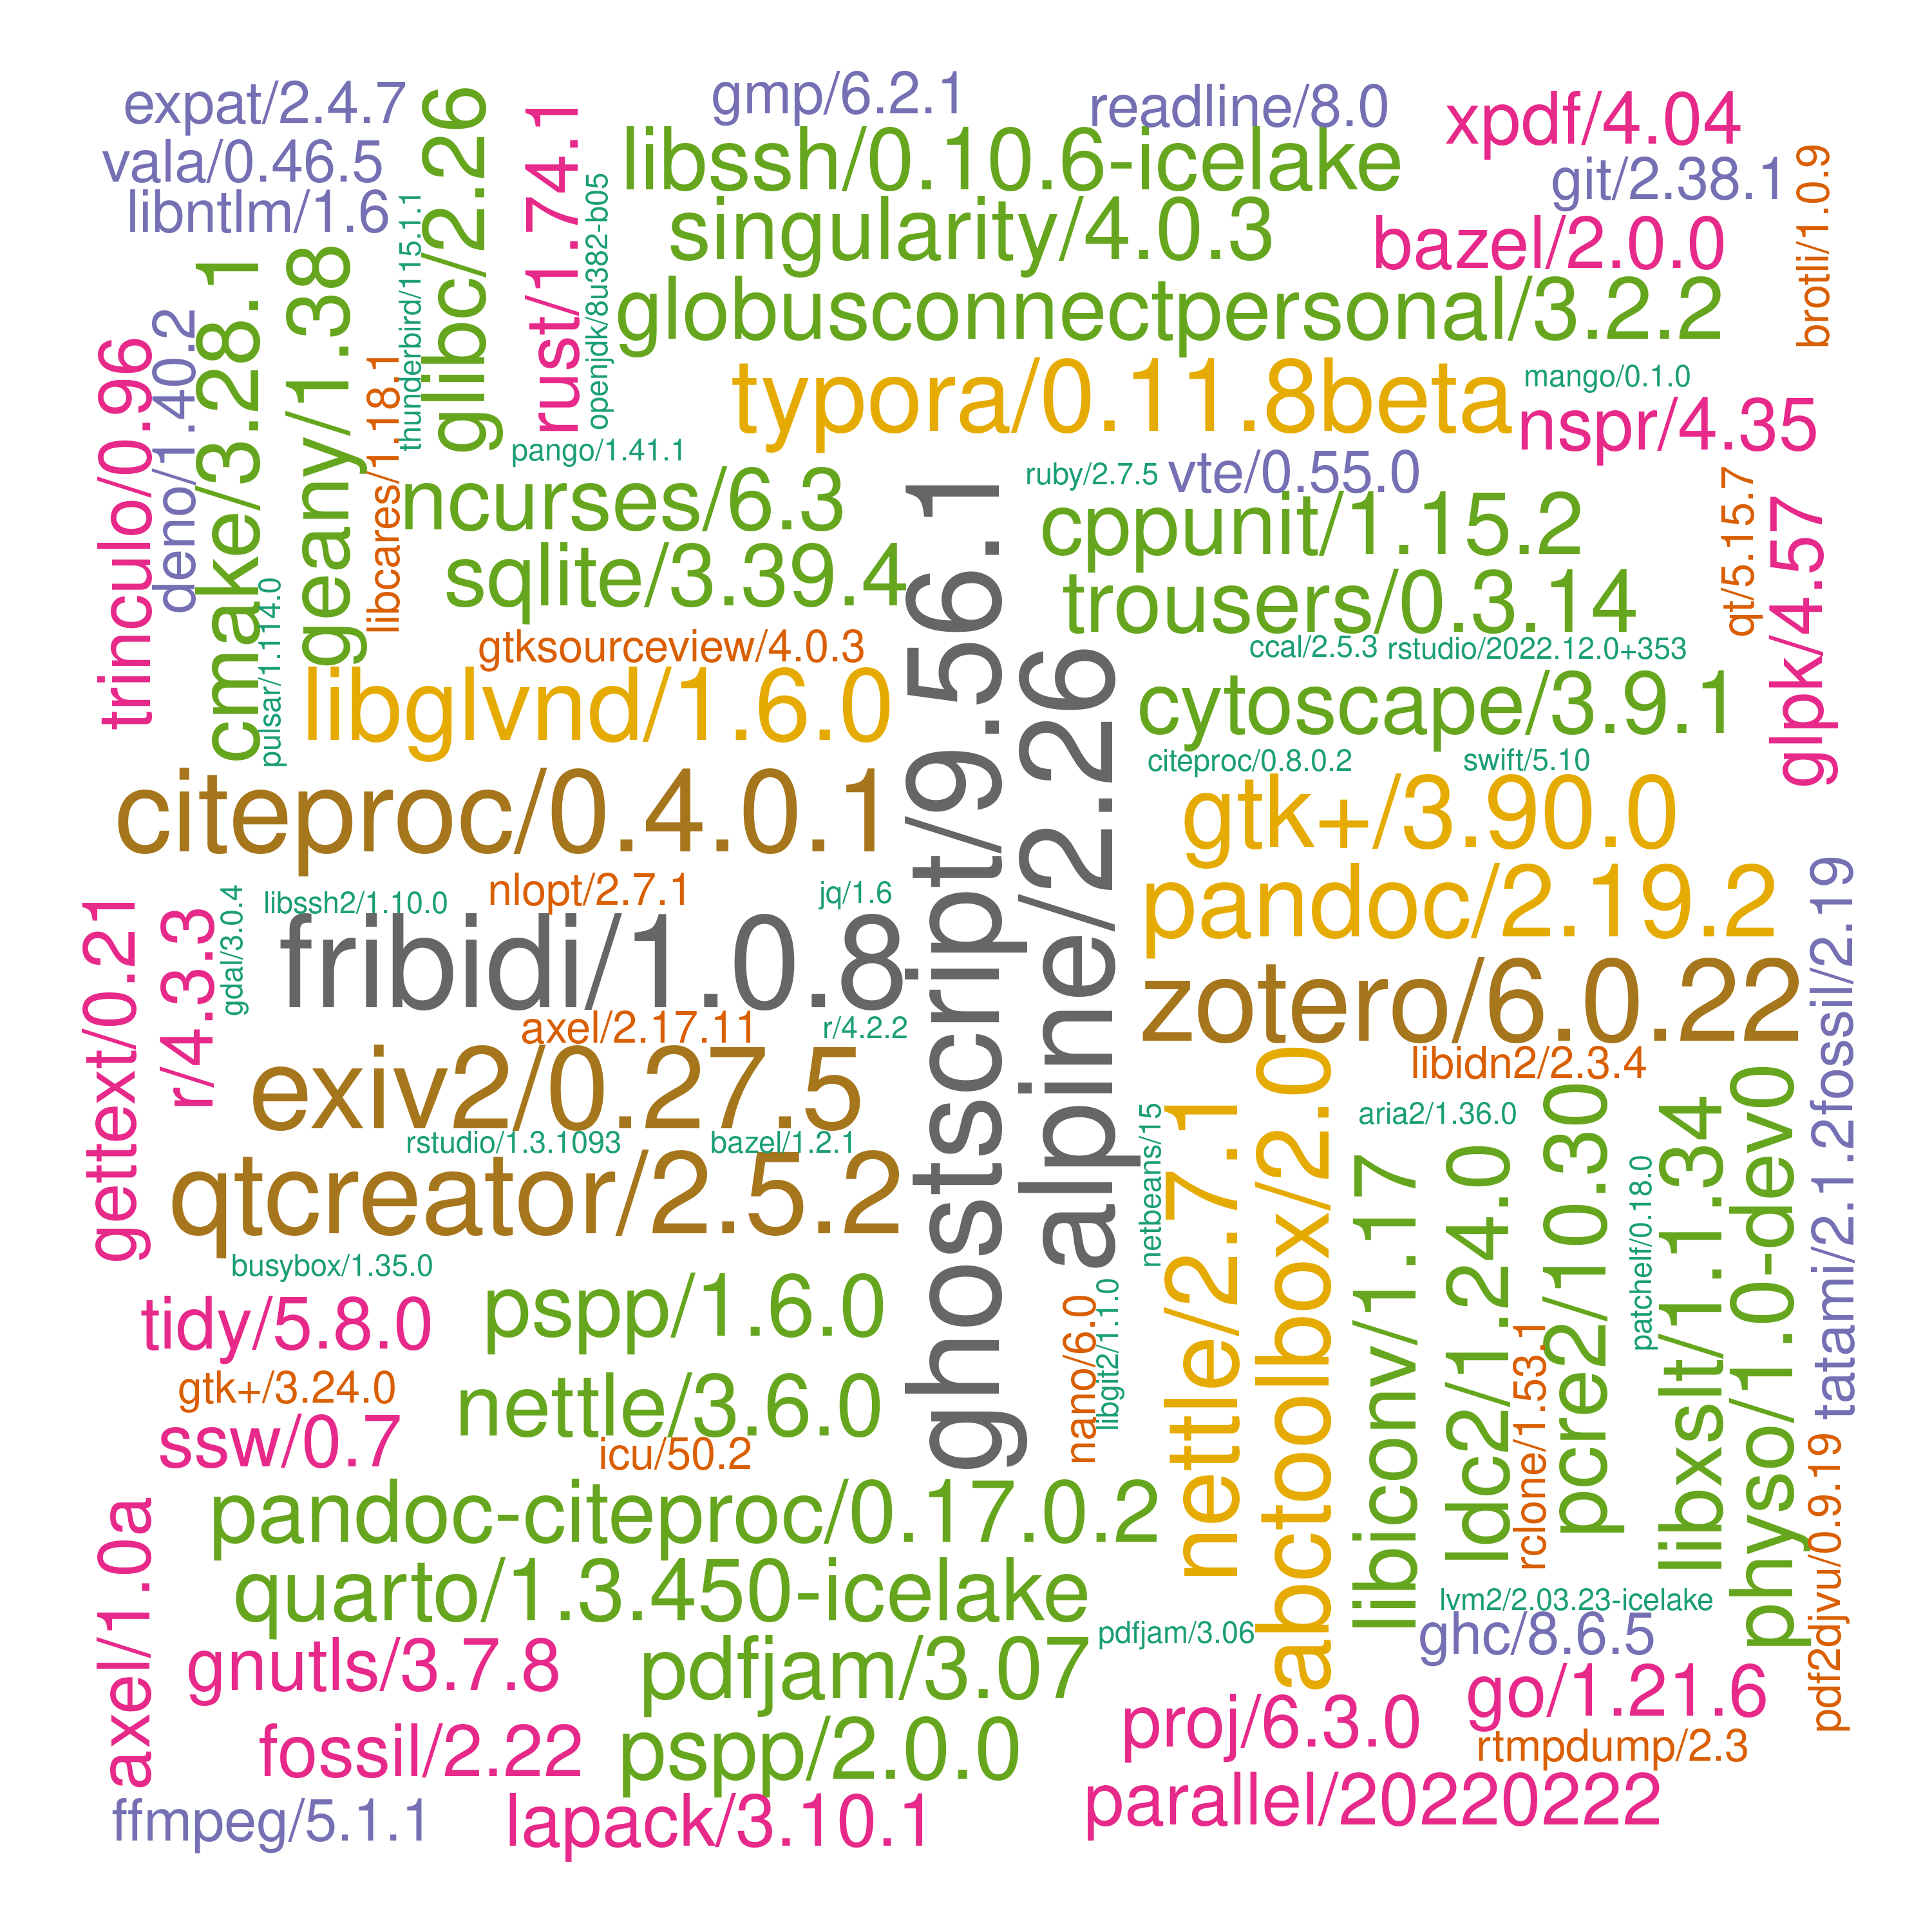 expat/2.4.7
gmp/6.2.1
readline/8.0
xpdf/4.04
vala/0.46.5
libssh/0.10.6-icelake
git/2.38.1
brotli/1.0.9
libntlm/1.6
glibc/2.26
rust/1.74.1
openjdk/8u382-b05
thunderbird/115.1.1
singularity/4.0.3
bazel/2.0.0
globusconnectpersonal/3.2.2
trinculo/0.96
deno/1.40.2
cmake/3.28.1
geany/1.38
libcares/1.18.1
typora/0.11.8beta
mango/0.1.0
nspr/4.35
pango/1.41.1
ruby/2.7.5
vte/0.55.0
ncurses/6.3
cppunit/1.15.2
qt/5.15.7
glpk/4.57
sqlite/3.39.4
trousers/0.3.14
pulsar/1.114.0
gtksourceview/4.0.3
ccal/2.5.3
rstudio/2022.12.0+353
libglvnd/1.6.0
ghostscript/9.56.1
alpine/2.26
cytoscape/3.9.1
citeproc/0.8.0.2
swift/5.10
citeproc/0.4.0.1
gtk+/3.90.0
libssh2/1.10.0
nlopt/2.7.1
jq/1.6
pandoc/2.19.2
gettext/0.21
r/4.3.3
gdal/3.0.4
fribidi/1.0.8
zotero/6.0.22
fossil/2.19
axel/2.17.11
r/4.2.2
libidn2/2.3.4
exiv2/0.27.5
aria2/1.36.0
rstudio/1.3.1093
bazel/1.2.1
netbeans/15
nettle/2.7.1
abctoolbox/2.0
libiconv/1.17
ldc2/1.24.0
pcre2/10.30
patchelf/0.18.0
libxslt/1.1.34
physo/1.0-dev0
tatami/2.1.2
qtcreator/2.5.2
busybox/1.35.0
tidy/5.8.0
pspp/1.6.0
nano/6.0
libgit2/1.1.0
rclone/1.53.1
gtk+/3.24.0
nettle/3.6.0
ssw/0.7
icu/50.2
pdf2djvu/0.9.19
axel/1.0a
pandoc-citeproc/0.17.0.2
quarto/1.3.450-icelake
lvm2/2.03.23-icelake
pdfjam/3.06
ghc/8.6.5
gnutls/3.7.8
pdfjam/3.07
go/1.21.6
proj/6.3.0
fossil/2.22
pspp/2.0.0
rtmpdump/2.3
ffmpeg/5.1.1
lapack/3.10.1
parallel/20220222